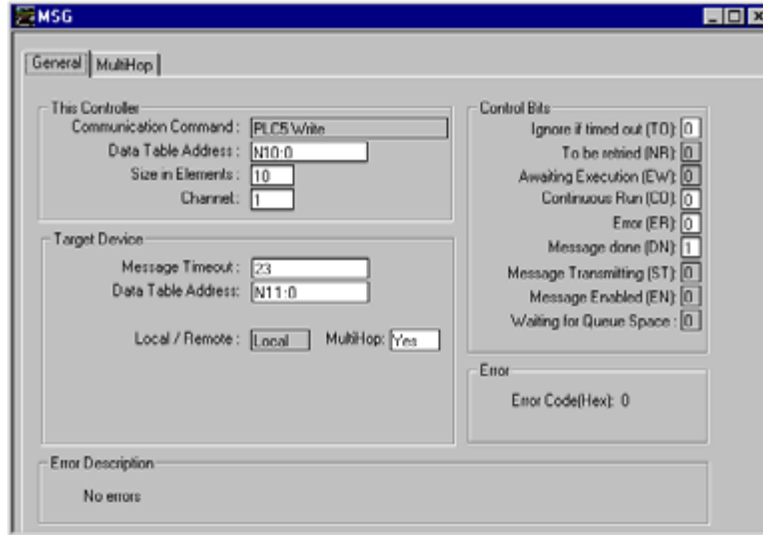 MSG
General MultiHop
This Controller
Communication Command : PLC5 Write
Data Table Address : N10:0
Size in Elements : 10
Channel: 1
Target Device
Message Timeout : 23
Data Table Address: N11:0
Local / Remote : Local MultiHop: Yes
Control Bits
Ignore if timed out (TO): 0
To be retried (NR): 0
Awaiting Execution (EW): 0
Continuous Run (CO): 0
Error (ER): 0
Message done (DN): 1
Message Transmitting (ST): 0
Message Enabled (EN): 0
Waiting for Queue Space : 0
Error
Error Code(Hex): 0
Error Description
No errors